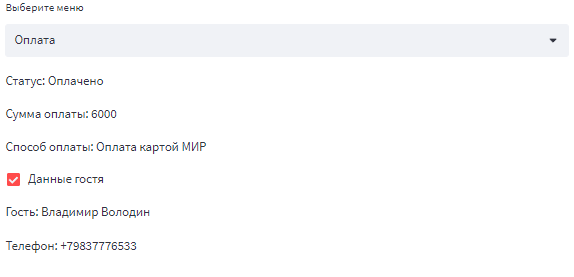 Выберите меню
Оплата
Статус: Оплачено
Сумма оплаты: 6000
Способ оплаты: Оплата картой МИР
Данные гостя
Гость: Владимир Володин
Телефон: +79837776533